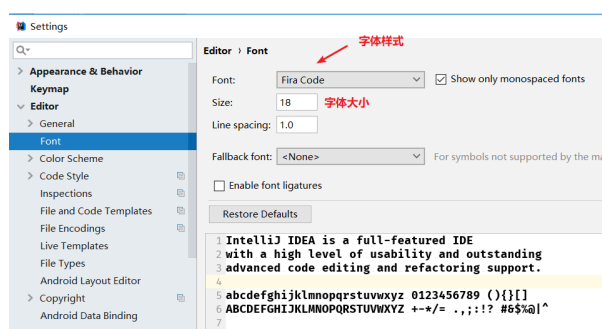 Settings
Appearance & Behavior
Keymap
Editor
General
Font
Color Scheme
Code Style
Inspections
File and Code Templates
File Encodings
Live Templates
File Types
Android Layout Editor
Copyright
Android Data Binding
Editor › Font
字体样式
Font: Fira Code Show only monospaced fonts
Size: 18 字体大小
Line spacing: 1.0
Fallback font: <None> For symbols not supported by the
Enable font ligatures
Restore Defaults
1 IntelliJ IDEA is a full-featured IDE
2 with a high level of usability and outstanding
3 advanced code editing and refactoring support.
4
5 abcdefghijklmnopqrstuvwxyz 0123456789 (){}[]
6 ABCDEFGHIJKLMNOPQRSTUVWXYZ +-*/= .,;:!? #&$%@|^
7